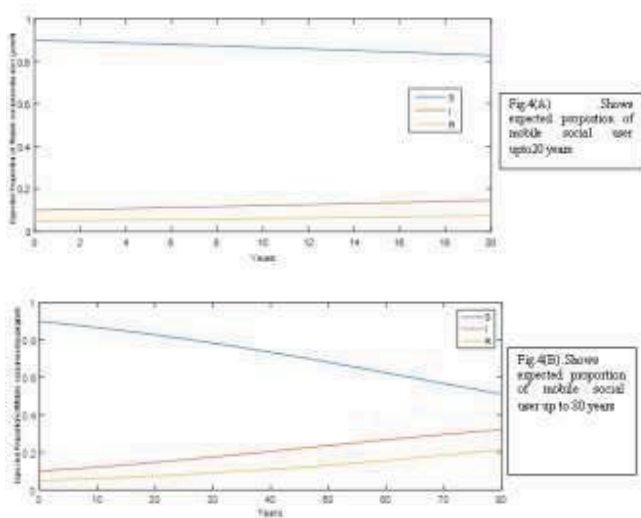 1
0.8
0.6
0.4
0.2
0
0 2 4 6 8 10 12 14 16 18 20
Years
S
I
R
Fig.4(A) Shows
expected proportion of
mobile social user
upto20 years
1
0.8
0.6
0.4
0.2
0
0 10 20 30 40 50 60 70 80
Years
S
I
R
Fig.4(B).Shows
expected proportion
of mobile social
user up to 80 years